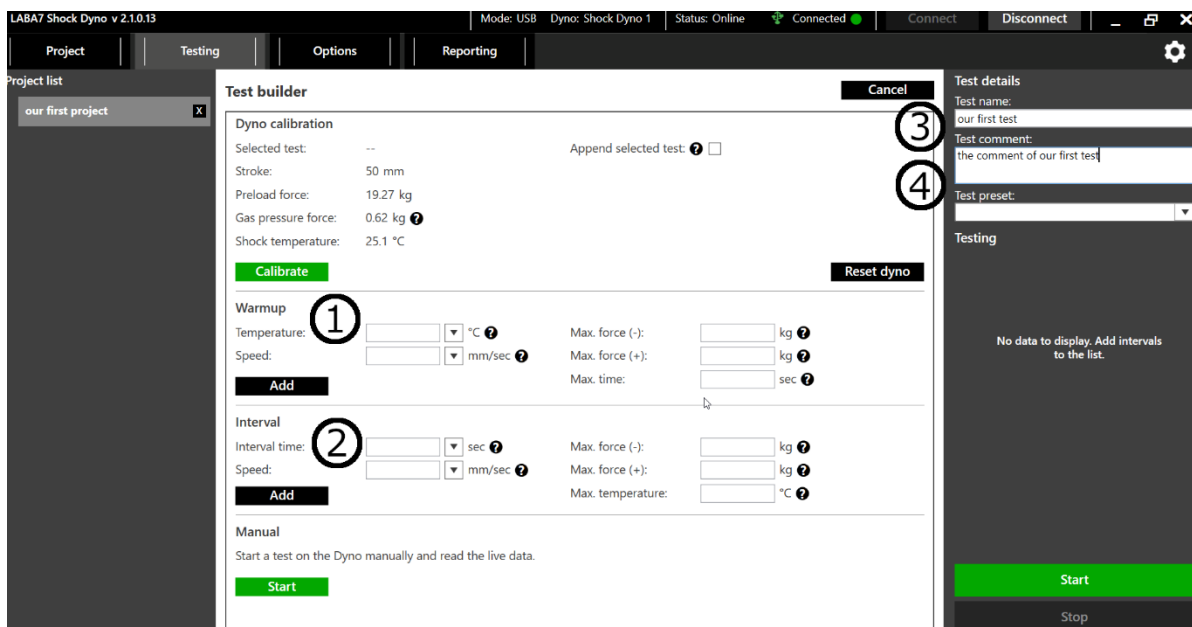 LABA7 Shock Dyno v 2.1.0.13
Mode: USB Dyno: Shock Dyno 1 Status: Online Connected Connect Disconnect
Project Testing Options Reporting
Project list
our first project X
Test builder
Cancel
Dyno calibration
Selected test: --
Append selected test: ?
Stroke: 50 mm
Preload force: 19.27 kg
Gas pressure force: 0.62 kg ?
Shock temperature: 25.1 °C
Calibrate
Reset dyno
Warmup
1
Temperature: °C ?
Max. force (-): kg ?
Speed: mm/sec ?
Max. force (+): kg ?
Max. time: sec ?
Add
Interval
2
Interval time: sec ?
Max. force (-): kg ?
Speed: mm/sec ?
Max. force (+): kg ?
Max. temperature: °C ?
Add
Manual
Start a test on the Dyno manually and read the live data.
Start
Test details
Test name:
3
our first test
Test comment:
the comment of our first test
4
Test preset:
Testing
No data to display. Add intervals
to the list.
Start
Stop